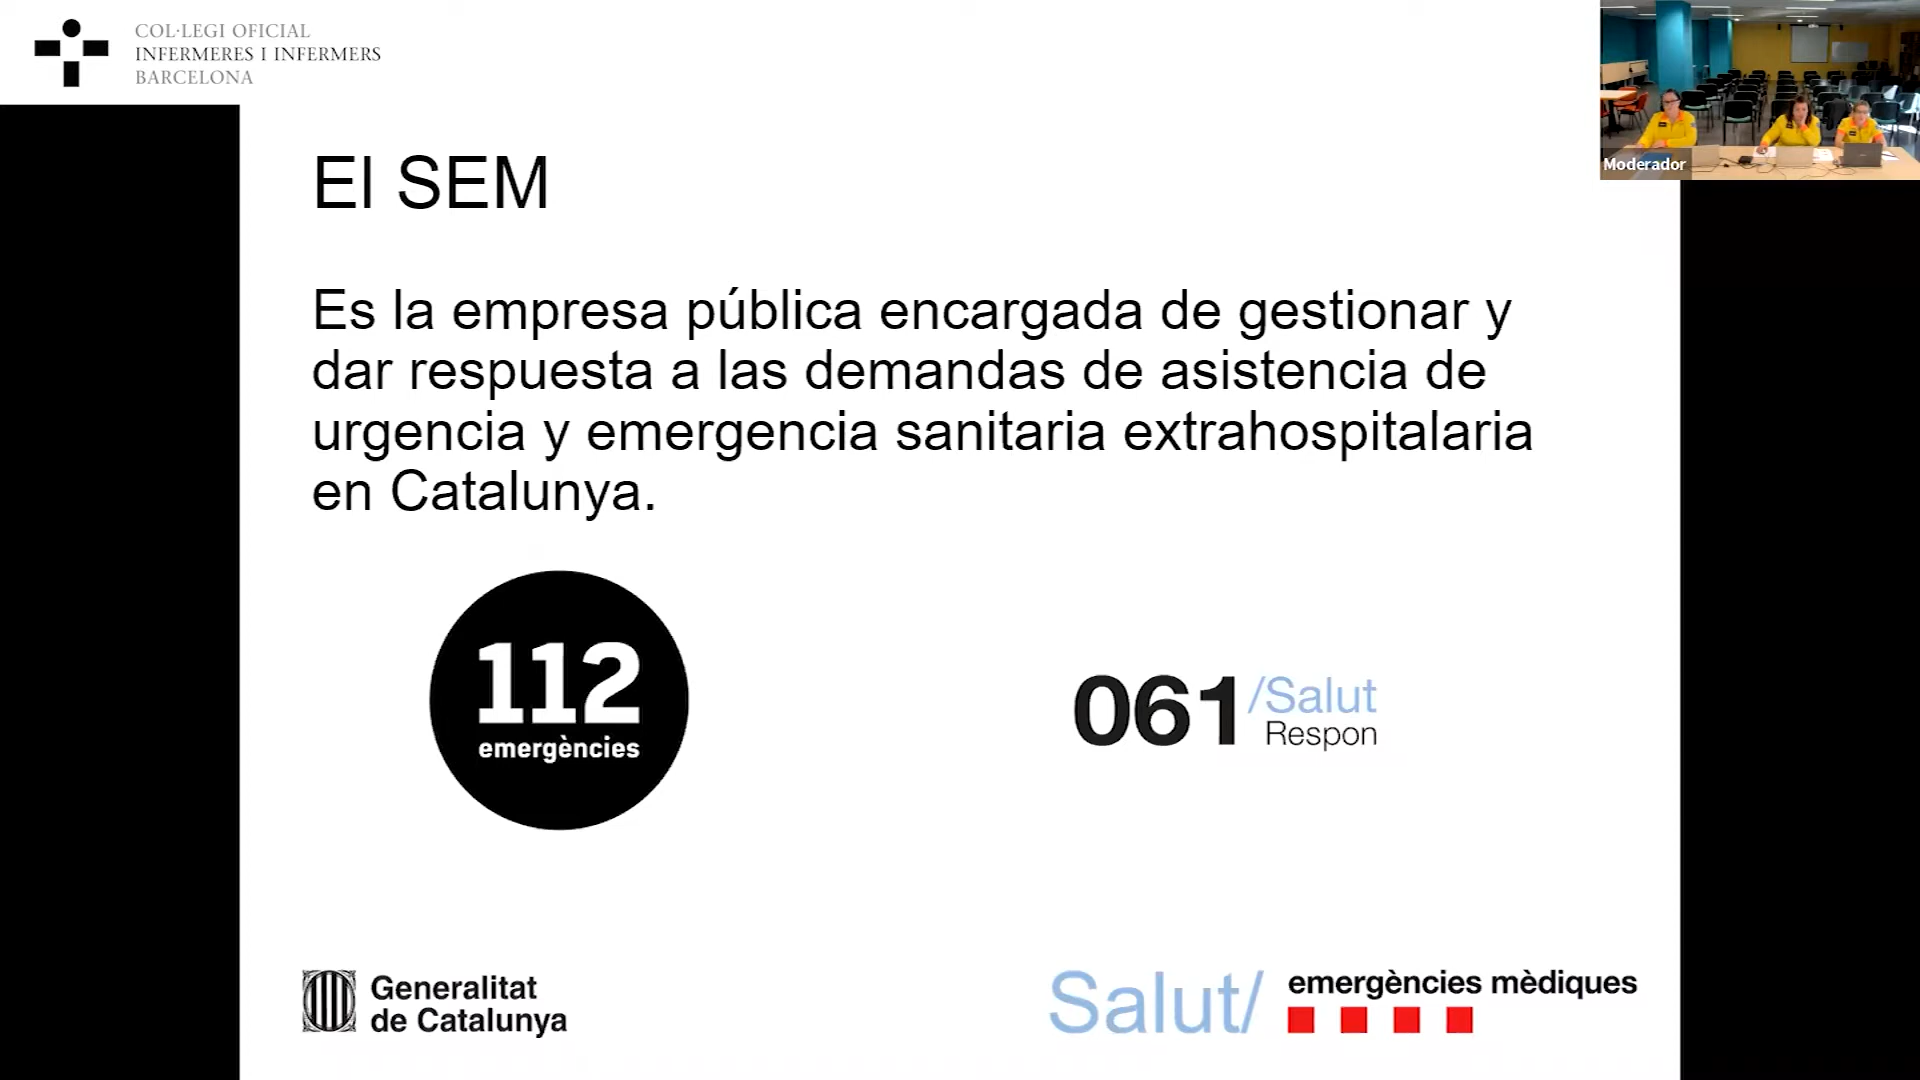 COL·LEGI OFICIAL
INFERMERES I INFERMERS
BARCELONA
Moderador
El SEM
Es la empresa pública encargada de gestionar y
dar respuesta a las demandas de asistencia de
urgencia y emergencia sanitaria extrahospitalaria
en Catalunya.
112
emergències
061/Salut
Respon
Generalitat
de Catalunya
Salut/ emergències mèdiques